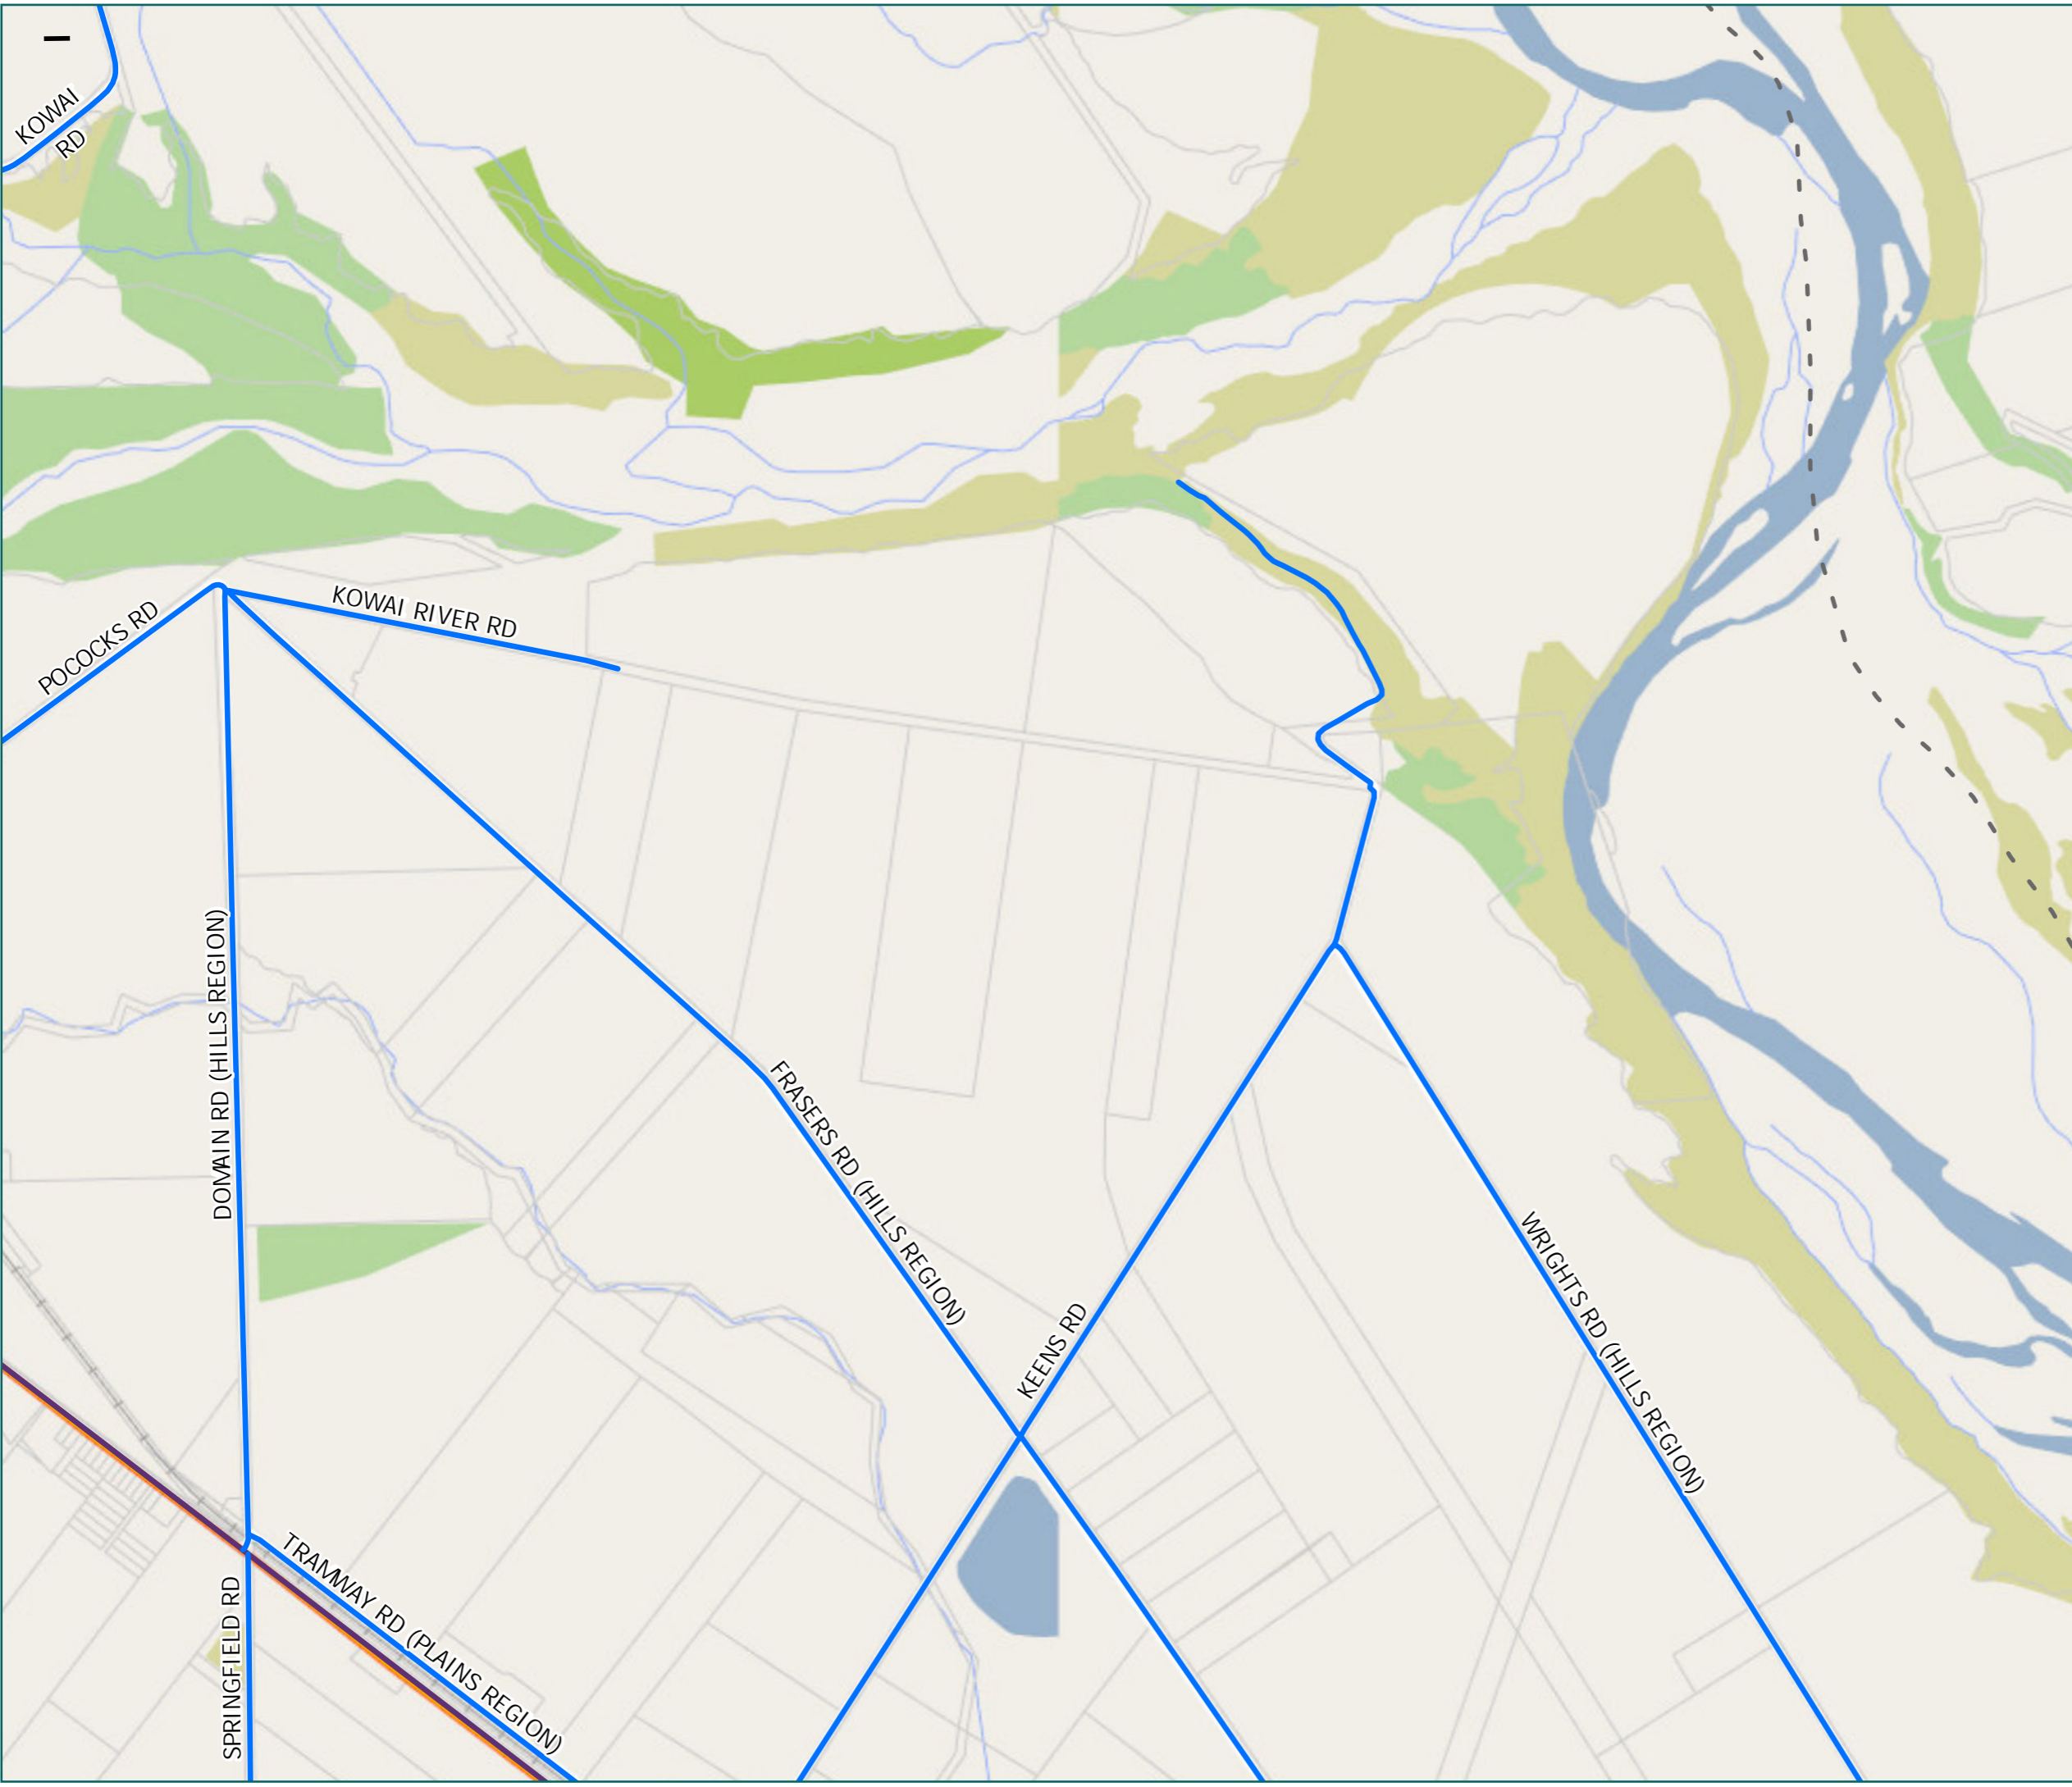 KOWAI
RD
POCOCKS RD
KOWAI RIVER RD
DOMAIN RD (HILLS REGION)
FRASERS RD (HILLS REGION)
KEENS RD
WRIGHTS RD (HILLS REGION)
TRAMWAY RD (PLAINS REGION)
SPRINGFIELD RD